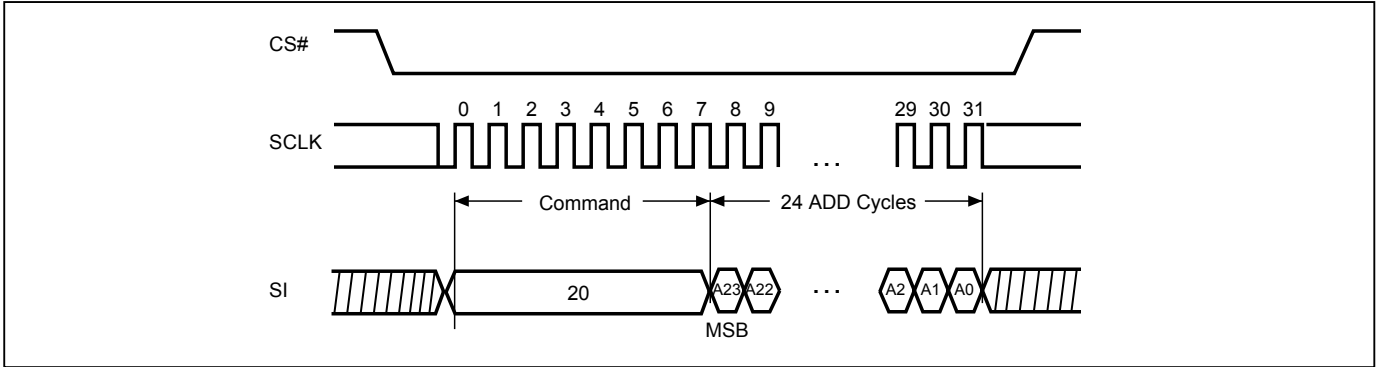 CS#
0 1 2 3 4 5 6 7 8 9 29 30 31
SCLK
...
Command 24 ADD Cycles
SI 20 A23 A22 ... A2 A1 A0
MSB